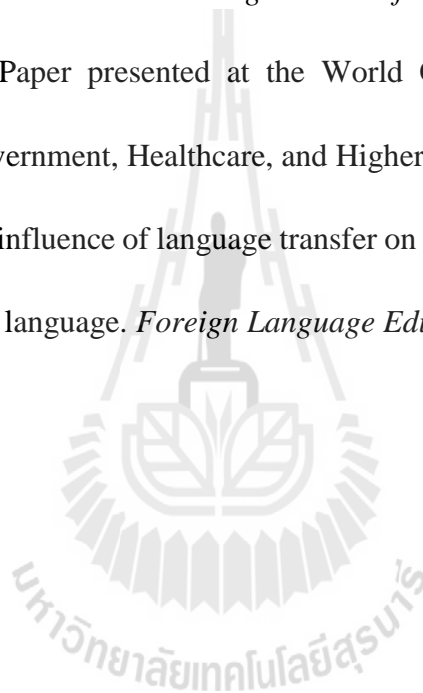 Paper presented at the World
vernment, Healthcare, and Higher
influence of language transfer on
language. Foreign Language
มหาวิทยาลัยเทคโนโลยีสุรนารี